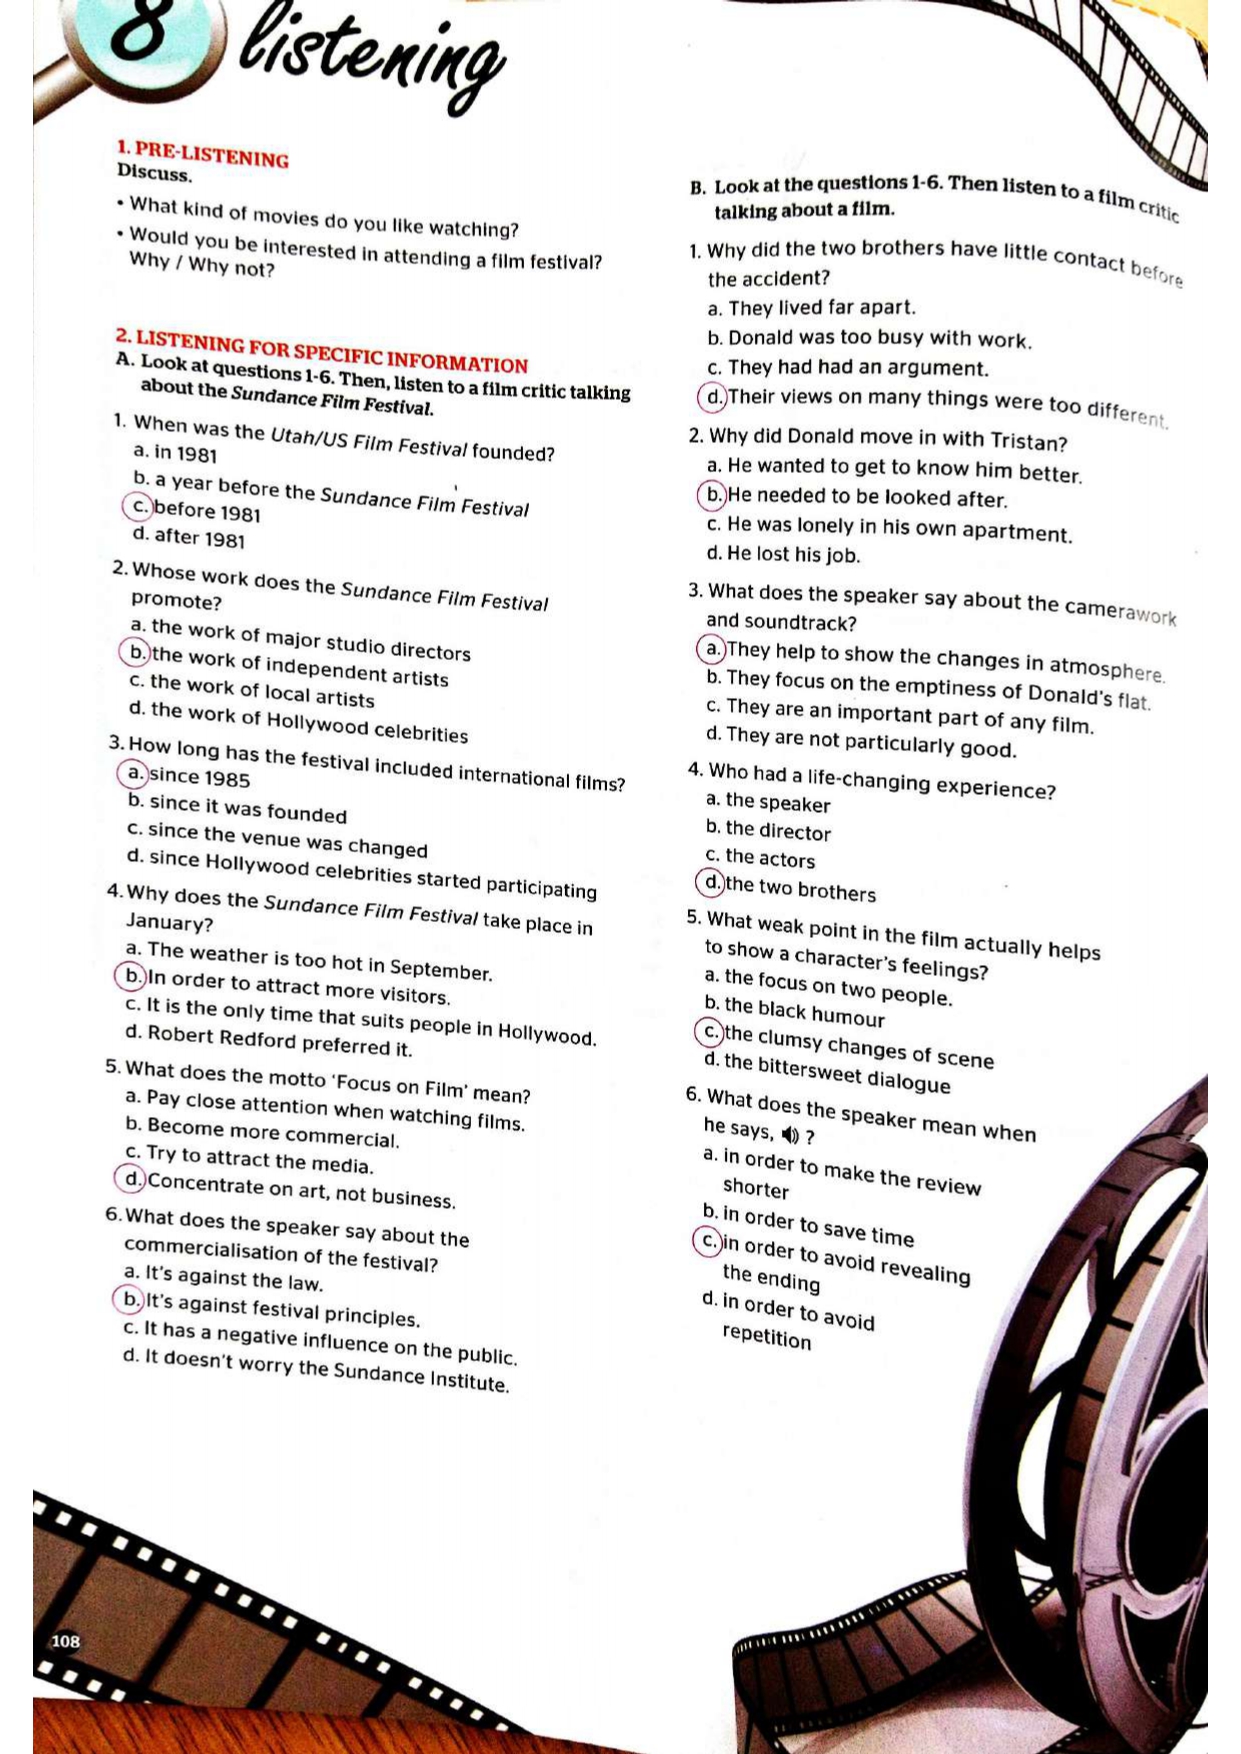 8 listening
1. PRE-LISTENING
Discuss.
• What kind of movies do you like watching?
• Would you be interested in attending a film festival?
Why / Why not?
2. LISTENING FOR SPECIFIC INFORMATION
A. Look at questions 1-6. Then, listen to a film critic talking
about the Sundance Film Festival.
1. When was the Utah/US Film Festival founded?
a. in 1981
b. a year before the Sundance Film Festival
c. before 1981
d. after 1981
2. Whose work does the Sundance Film Festival
promote?
a. the work of major studio directors
b. the work of independent artists
c. the work of local artists
d. the work of Hollywood celebrities
3. How long has the festival included international films?
a. since 1985
b. since it was founded
c. since the venue was changed
d. since Hollywood celebrities started participating
4. Why does the Sundance Film Festival take place in
January?
a. The weather is too hot in September.
b. In order to attract more visitors.
c. It is the only time that suits people in Hollywood.
d. Robert Redford preferred it.
5. What does the motto ‘Focus on Film’ mean?
a. Pay close attention when watching films.
b. Become more commercial.
c. Try to attract the media.
d. Concentrate on art, not business.
6. What does the speaker say about the
commercialisation of the festival?
a. It's against the law.
b. It's against festival principles.
c. It has a negative influence on the public.
d. It doesn't worry the Sundance Institute.
108
B. Look at the questions 1-6. Then listen to a film critic
talking about a film.
1. Why did the two brothers have little contact before
the accident?
a. They lived far apart.
b. Donald was too busy with work.
c. They had had an argument.
d. Their views on many things were too different.
2. Why did Donald move in with Tristan?
a. He wanted to get to know him better.
b. He needed to be looked after.
c. He was lonely in his own apartment.
d. He lost his job.
3. What does the speaker say about the camerawork
and soundtrack?
a. They help to show the changes in atmosphere.
b. They focus on the emptiness of Donald's flat.
c. They are an important part of any film.
d. They are not particularly good.
4. Who had a life-changing experience?
a. the speaker
b. the director
c. the actors
d. the two brothers
5. What weak point in the film actually helps
to show a character's feelings?
a. the focus on two people.
b. the black humour
c. the clumsy changes of scene
d. the bittersweet dialogue
6. What does the speaker mean when
he says, ?
a. in order to make the review
shorter
b. in order to save time
c. in order to avoid revealing
the ending
d. in order to avoid
repetition